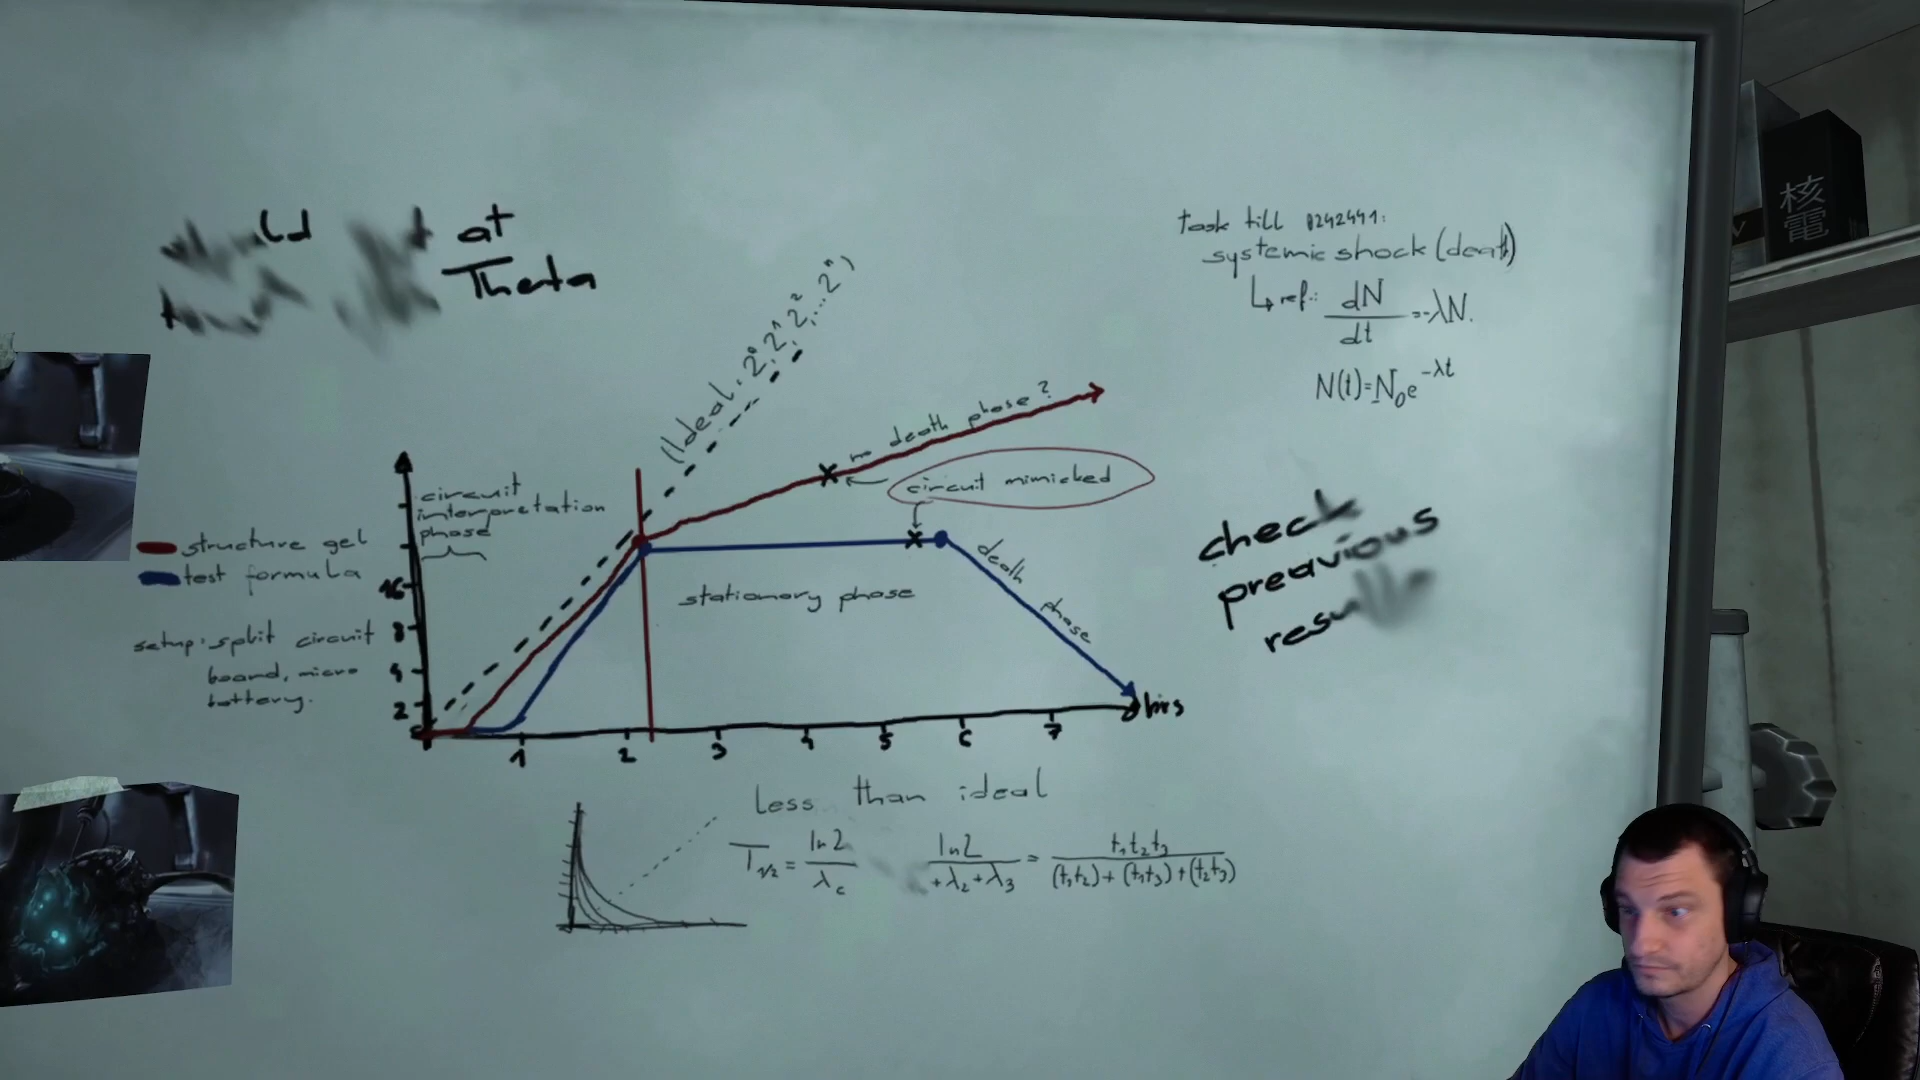 at
Theta
(Ideal: 2⁰, 2¹, 2², ... 2ⁿ)
task till 0242441:
systemic shock (death)
↳ ref.: dN/dt = -λN.
N(t)=N₀e^-λt
no death phase?
circuit mimicked
circuit
interpretation
phase
structure gel
test formula
16
8
4
2
setup: split circuit
board, micro
battery.
stationary phase
death phase
1 2 3 4 5 6 7 hrs
check
preavious
less than ideal
T½ = ln2/λc
ln2/+λ₂+λ₃ = t₁t₂t₃/(t₁t₂)+(t₁t₃)+(t₂t₃)
核
電